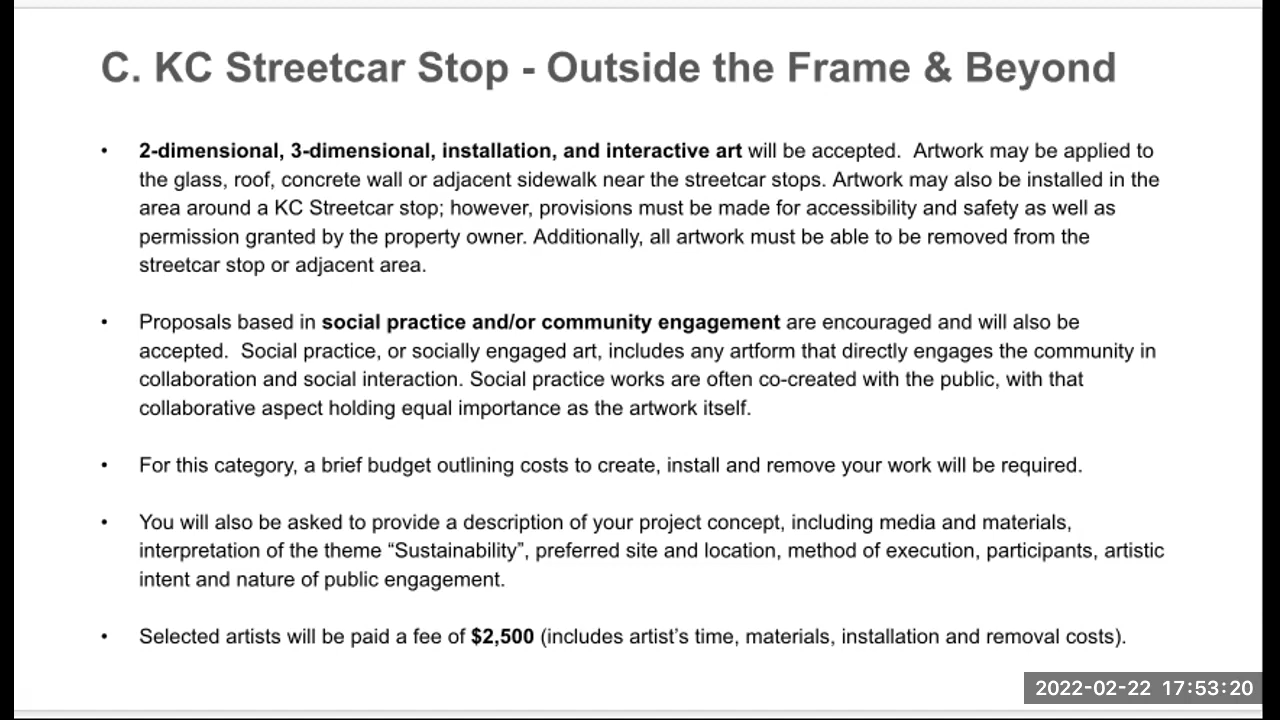 C. KC Streetcar Stop - Outside the Frame & Beyond
• 2-dimensional, 3-dimensional, installation, and interactive art will be accepted.  Artwork may be applied to
the glass, roof, concrete wall or adjacent sidewalk near the streetcar stops. Artwork may also be installed in the
area around a KC Streetcar stop; however, provisions must be made for accessibility and safety as well as
permission granted by the property owner. Additionally, all artwork must be able to be removed from the
streetcar stop or adjacent area.
• Proposals based in social practice and/or community engagement are encouraged and will also be
accepted.  Social practice, or socially engaged art, includes any artform that directly engages the community in
collaboration and social interaction. Social practice works are often co-created with the public, with that
collaborative aspect holding equal importance as the artwork itself.
• For this category, a brief budget outlining costs to create, install and remove your work will be required.
• You will also be asked to provide a description of your project concept, including media and materials,
interpretation of the theme “Sustainability”, preferred site and location, method of execution, participants, artistic
intent and nature of public engagement.
• Selected artists will be paid a fee of $2,500 (includes artist’s time, materials, installation and removal costs).
2022-02-22 17:53:20